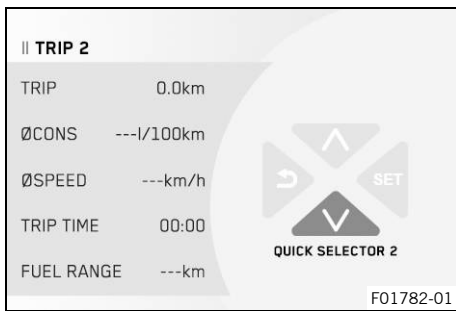 || TRIP 2
TRIP 0.0km
ØCONS ---l/100km
ØSPEED ---km/h
TRIP TIME 00:00
FUEL RANGE ---km
SET
QUICK SELECTOR 2
F01782-01